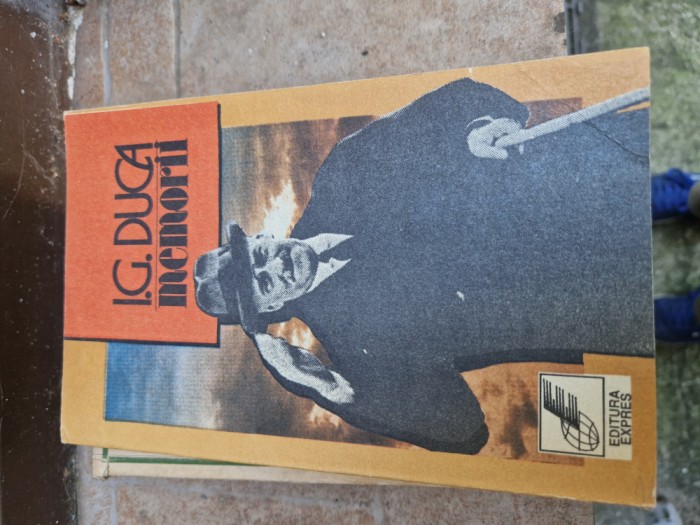 I.G. DUCA
memorii
EDITURA
EXPRES